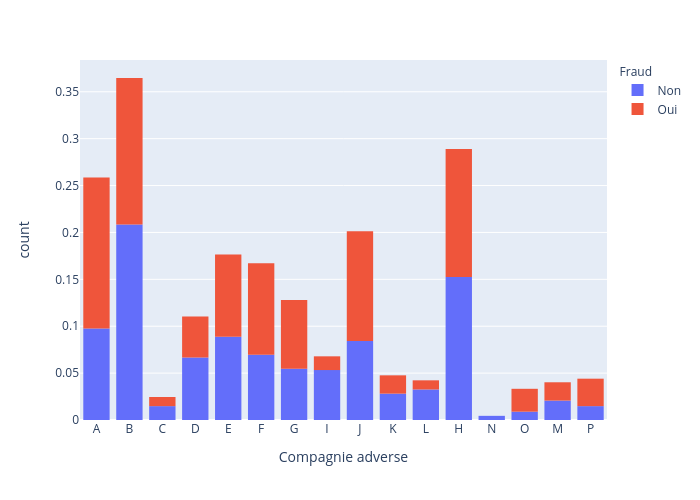 Fraud
Non
Oui
0.35
0.3
0.25
0.2
0.15
0.1
0.05
0
count
A B C D E F G I J K L H N O M P
Compagnie adverse